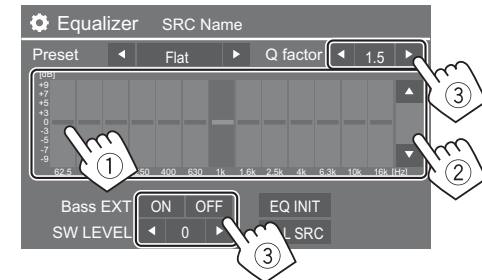 Equalizer SRC Name
Preset Flat Q factor 1.5
[dB]
+9
+7
+5
+3
0
-3
-5
-7
-9
62.5 400 630 1k 1.6k 2.5k 4k 6.3k 10k 16k [Hz]
Bass EXT ON OFF EQ INIT
SW LEVEL 0 SRC
1
2
3
3